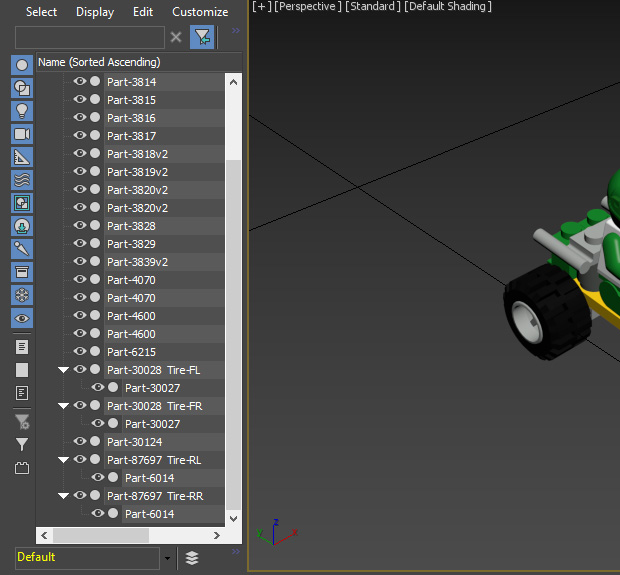 Select Display Edit Customize
[+] [Perspective] [Standard] [Default Shading]
Name (Sorted Ascending)
Part-3814
Part-3815
Part-3816
Part-3817
Part-3818v2
Part-3819v2
Part-3820v2
Part-3820v2
Part-3828
Part-3829
Part-3839v2
Part-4070
Part-4070
Part-4600
Part-4600
Part-6215
Part-30028 Tire-FL
Part-30027
Part-30028 Tire-FR
Part-30027
Part-30124
Part-87697 Tire-RL
Part-6014
Part-87697 Tire-RR
Part-6014
Default
z
y
x